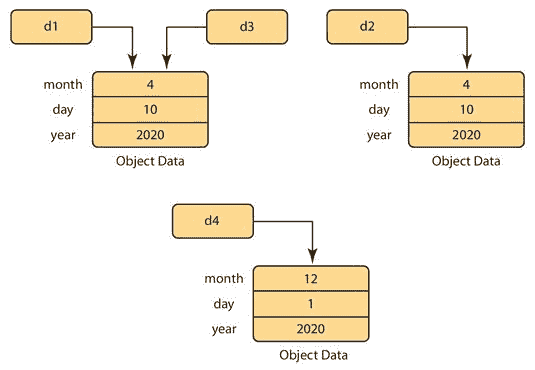 d1
d3
d2
month 4
day 10
year 2020
Object Data
month 4
day 10
year 2020
Object Data
d4
month 12
day 1
year 2020
Object Data